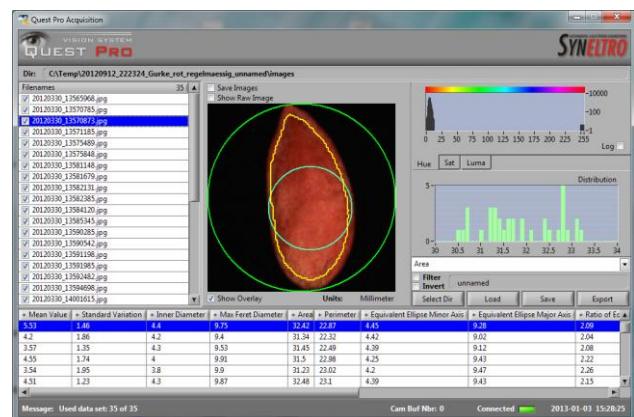 Quest Pro Acquisition
VISION SYSTEM
QUEST PRO
SYNELTRO
Dir: C:\Temp\20120912_222324_Gurke_rot_regelmaessig_unnamed\images
Filenames 35
20120330_13565968.jpg
20120330_13570785.jpg
20120330_13570873.jpg
20120330_13571185.jpg
20120330_13575489.jpg
20120330_13575848.jpg
20120330_13581148.jpg
20120330_13581679.jpg
20120330_13582131.jpg
20120330_13582385.jpg
20120330_13584120.jpg
20120330_13585345.jpg
20120330_13590285.jpg
20120330_13590542.jpg
20120330_13591198.jpg
20120330_13591985.jpg
20120330_13592482.jpg
20120330_13594698.jpg
20120330_14001615.jpg
Save Images
Show Raw Image
Show Overlay Units: Millimeter
10000
100
1
0 25 50 75 100 125 150 175 200 225 255
Log
Hue Sat Luma
Distribution
5
0
30 30.5 31 31.5 32 32.5 33 33.5 34
Area
Filter
Invert unnamed
Select Dir Load Save Export
Mean Value Standard Variation Inner Diameter Max Feret Diameter Area Perimeter Equivalent Ellipse Minor Axis Equivalent Ellipse Major Axis Ratio of
5.53 1.46 4.4 9.75 32.42 22.87 4.45 9.28 2.09
4.2 1.86 4.2 9.4 31.34 22.32 4.42 9.02 2.04
3.57 1.35 4.3 9.53 31.45 22.49 4.39 9.12 2.08
4.55 1.74 4 9.91 31.5 22.98 4.25 9.43 2.22
3.54 1.95 3.8 9.9 31.23 23.02 4.2 9.47 2.26
4.51 1.23 4.3 9.87 32.48 23.1 4.39 9.43 2.15
Message: Used data set: 35 of 35 Cam Buf Nbr: 0 Connected 2013-01-03 15:28:25